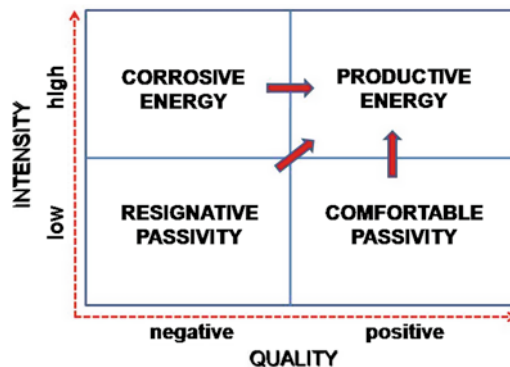 INTENSITY
high
low
CORROSIVE
ENERGY
PRODUCTIVE
ENERGY
RESIGNATIVE
PASSIVITY
COMFORTABLE
PASSIVITY
negative
positive
QUALITY